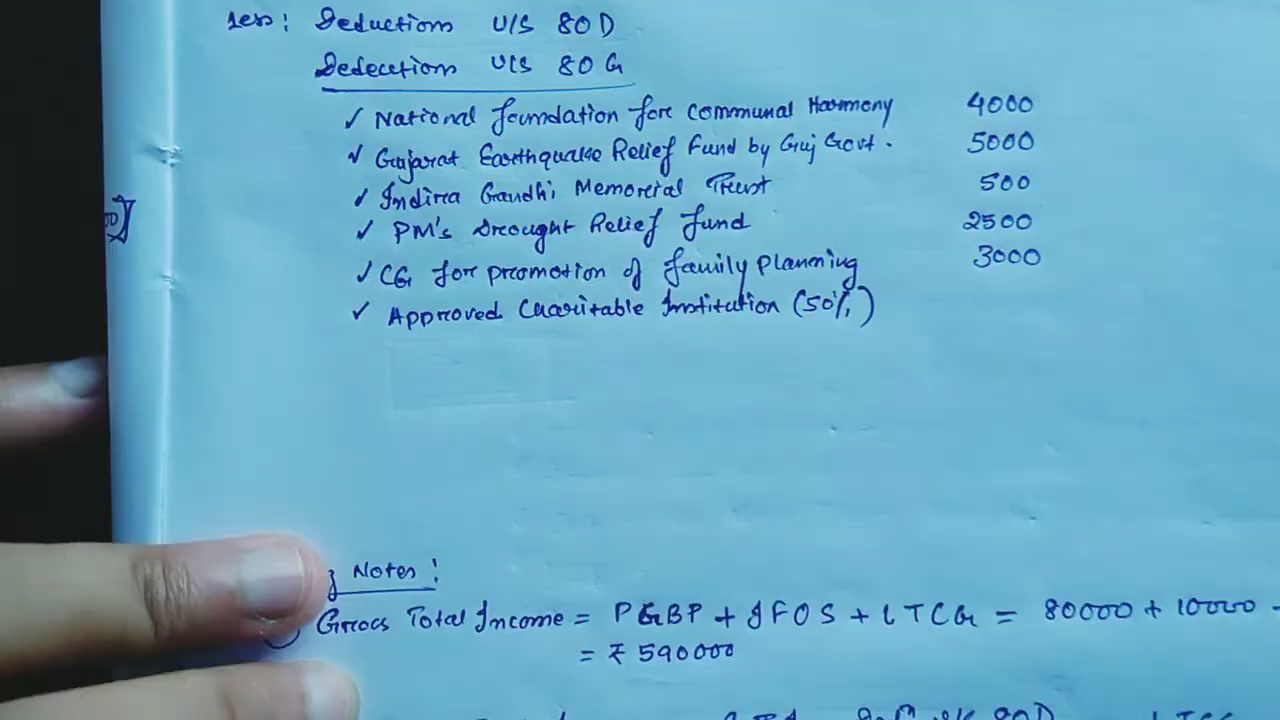 Less: Deductions U/S 80D
Deduction U/S 80G
✓ National foundation for Communal Harmony 4000
✓ Gujarat Earthquake Relief Fund by Guj Govt. 5000
✓ Indira Gandhi Memorial Trust 500
✓ PM's Drought Relief fund 2500
✓ CG for promotion of family Planning 3000
✓ Approved Charitable Institution (50%)
Notes:
Gross Total Income = PGBP + IFOS + LTCG = 80000 + 10000
= ₹ 590000
80D